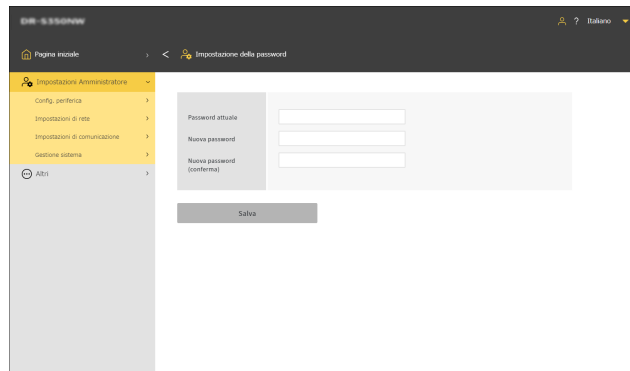 DR-S350NW
? Italiano
Pagina iniziale
Impostazione della password
Impostazioni Amministratore
Config. periferica
Impostazioni di rete
Impostazioni di comunicazione
Gestione sistema
Altri
Password attuale
Nuova password
Nuova password
(conferma)
Salva